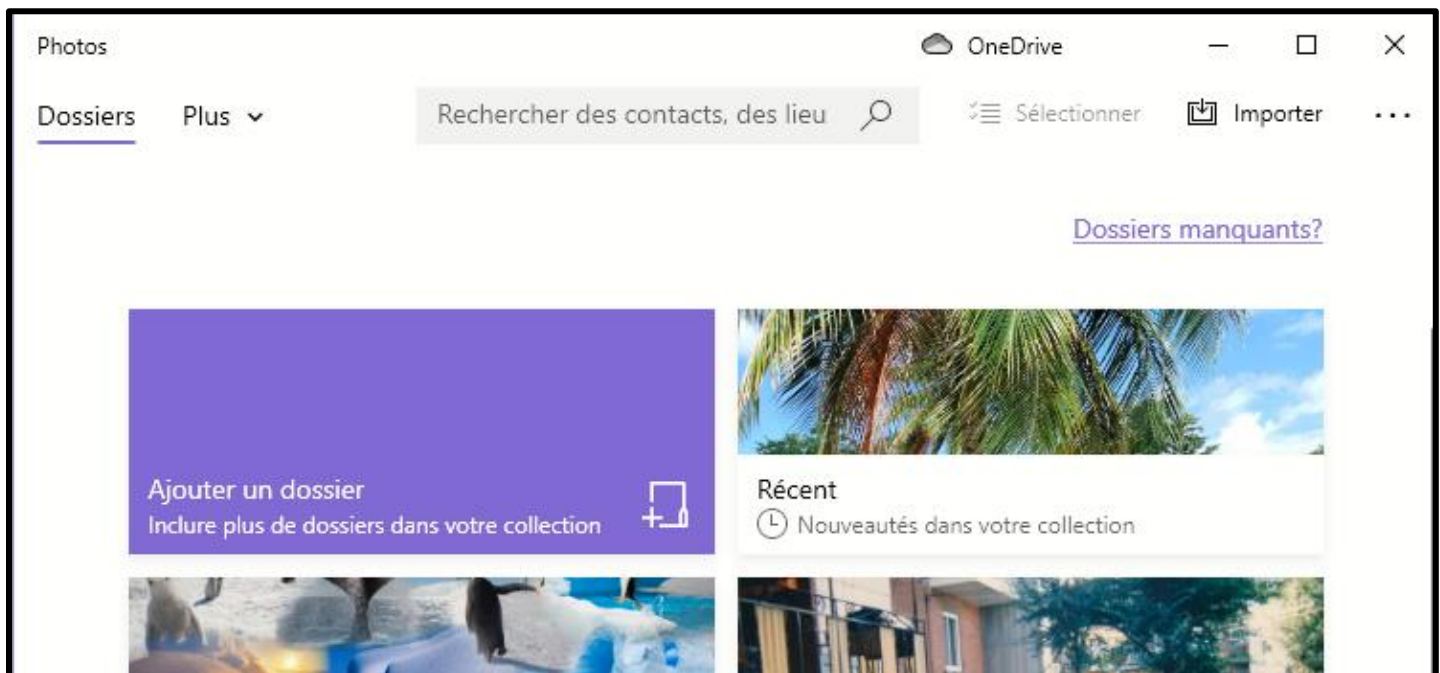 Photos
OneDrive
Dossiers
Plus
Rechercher des contacts, des lieu
Sélectionner
Importer
Dossiers manquants?
Ajouter un dossier
Inclure plus de dossiers dans votre collection
Récent
Nouveautés dans votre collection